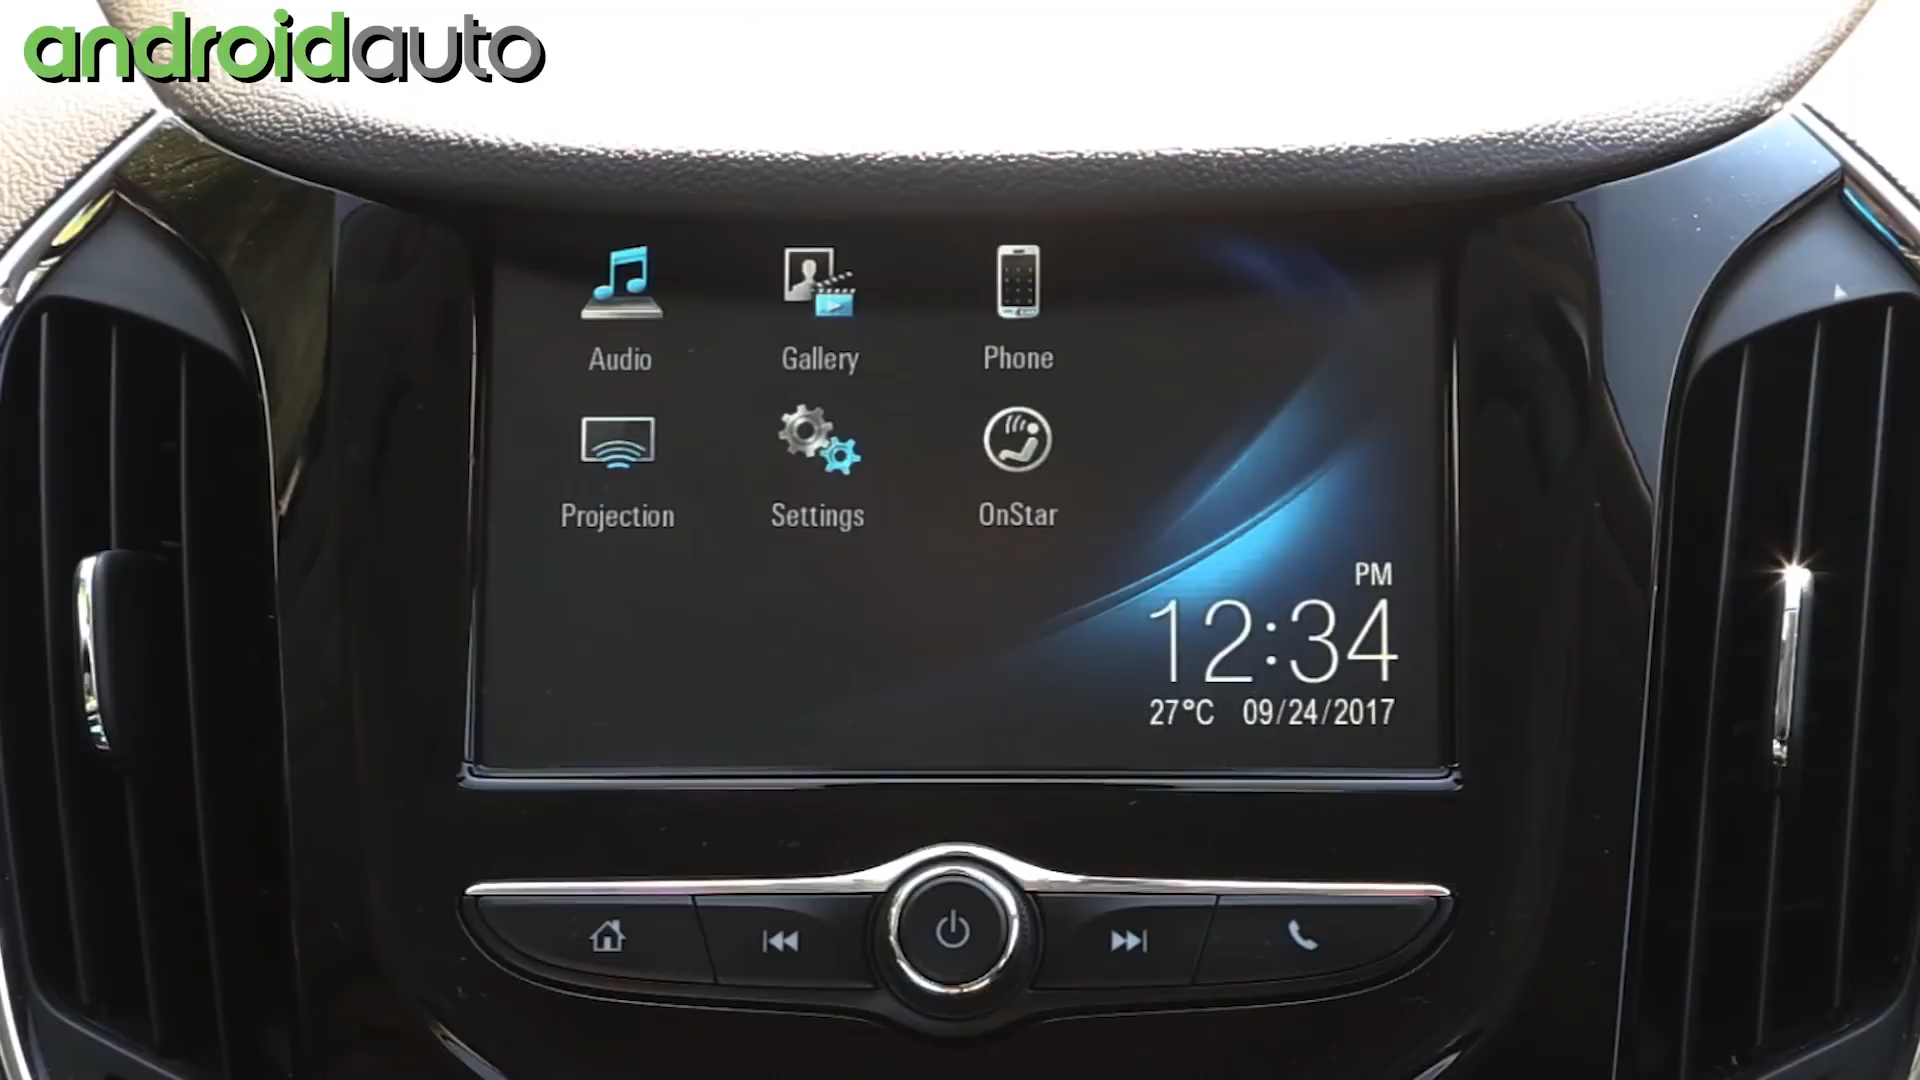 androidauto
Audio
Gallery
Phone
Projection
Settings
OnStar
PM
12:34
27°C 09/24/2017